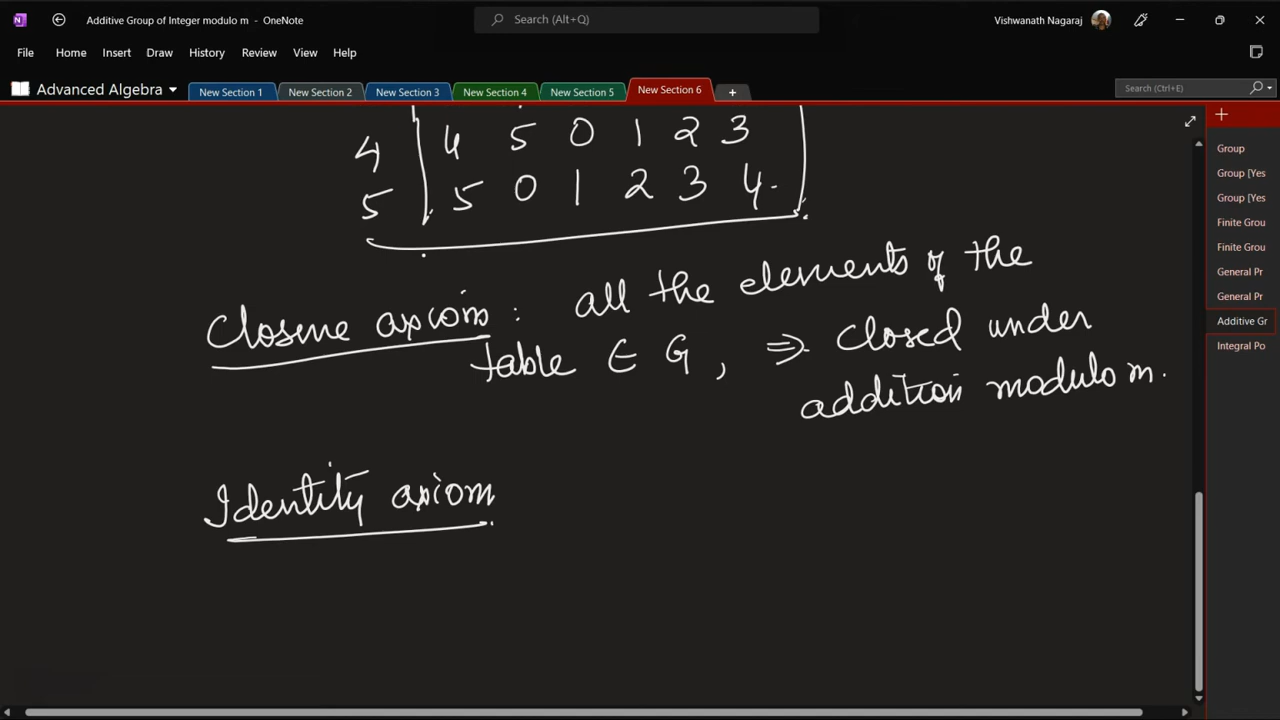 Additive Group of Integer modulo m - OneNote
Search (Alt+Q)
Vishwanath Nagaraj
File Home Insert Draw History Review View Help
Advanced Algebra
New Section 1 New Section 2 New Section 3 New Section 4 New Section 5 New Section 6 +
Search (Ctrl+E)
Group
Group [Yes
Group [Yes
Finite Grou
Finite Grou
General Pr
General Pr
Additive Gr
Integral Po
4 4 5 0 1 2 3
5 5 0 1 2 3 4
Closure axiom : all the elements of the
table ∈ G, ⇒ closed under
addition modulo m.
Identity axiom